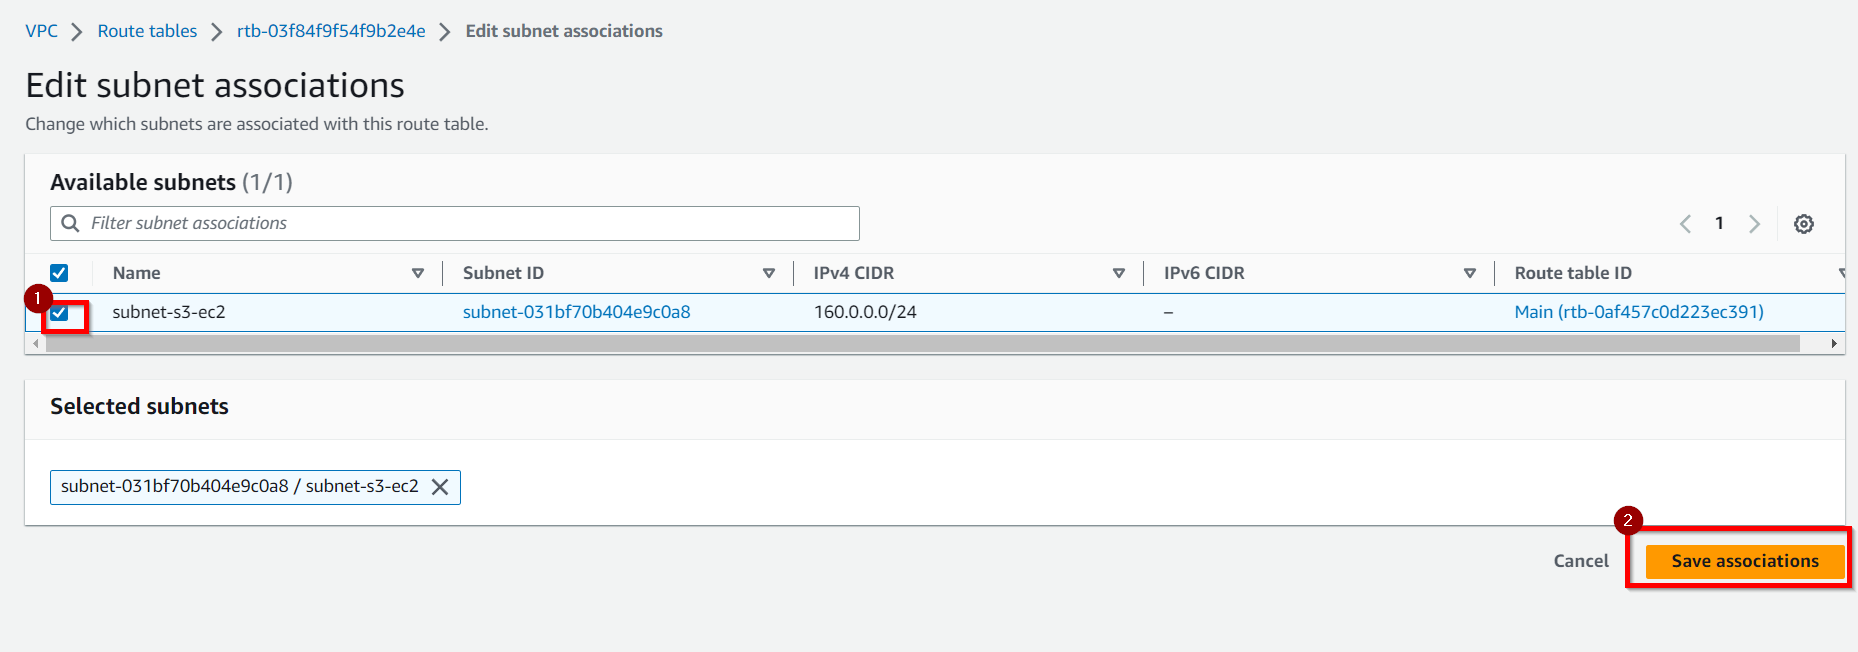 VPC > Route tables > rtb-03f84f9f54f9b2e4e > Edit subnet associations
Edit subnet associations
Change which subnets are associated with this route table.
Available subnets (1/1)
Filter subnet associations
1
Name Subnet ID IPv4 CIDR IPv6 CIDR Route table ID
1
subnet-s3-ec2 subnet-031bf70b404e9c0a8 160.0.0.0/24 – Main (rtb-0af457c0d223ec391)
Selected subnets
subnet-031bf70b404e9c0a8 / subnet-s3-ec2
2
Cancel Save associations